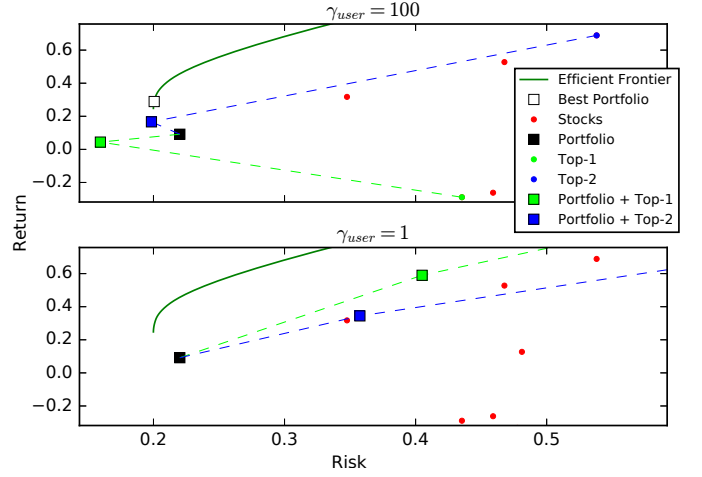 γuser = 100
0.6
0.4
0.2
0.0
−0.2
Efficient Frontier
Best Portfolio
Stocks
Portfolio
Top-1
Top-2
Portfolio + Top-1
Portfolio + Top-2
Return
γuser = 1
0.6
0.4
0.2
0.0
−0.2
0.2 0.3 0.4 0.5
Risk